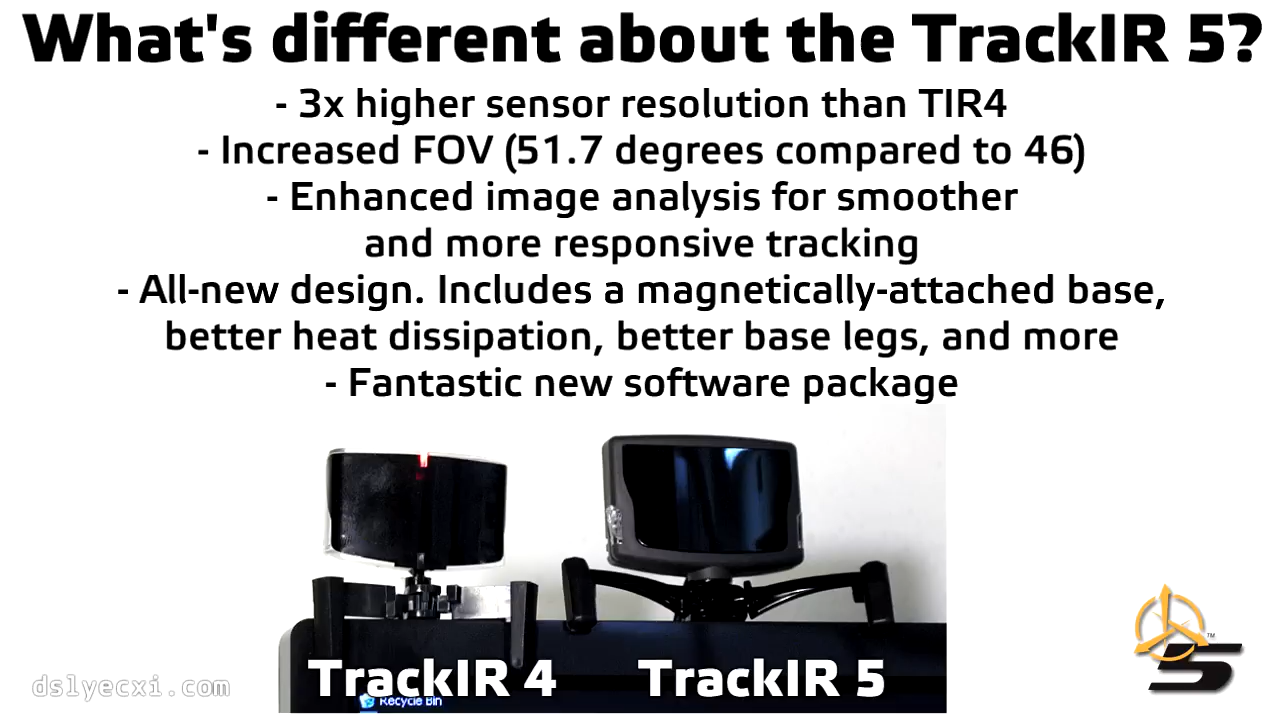 What's different about the TrackIR 5?
- 3x higher sensor resolution than TIR4
- Increased FOV (51.7 degrees compared to 46)
- Enhanced image analysis for smoother
and more responsive tracking
- All-new design. Includes a magnetically-attached base,
better heat dissipation, better base legs, and more
- Fantastic new software package
TrackIR 4
TrackIR 5
Recycle Bin
dslyecxi.com
5
TM